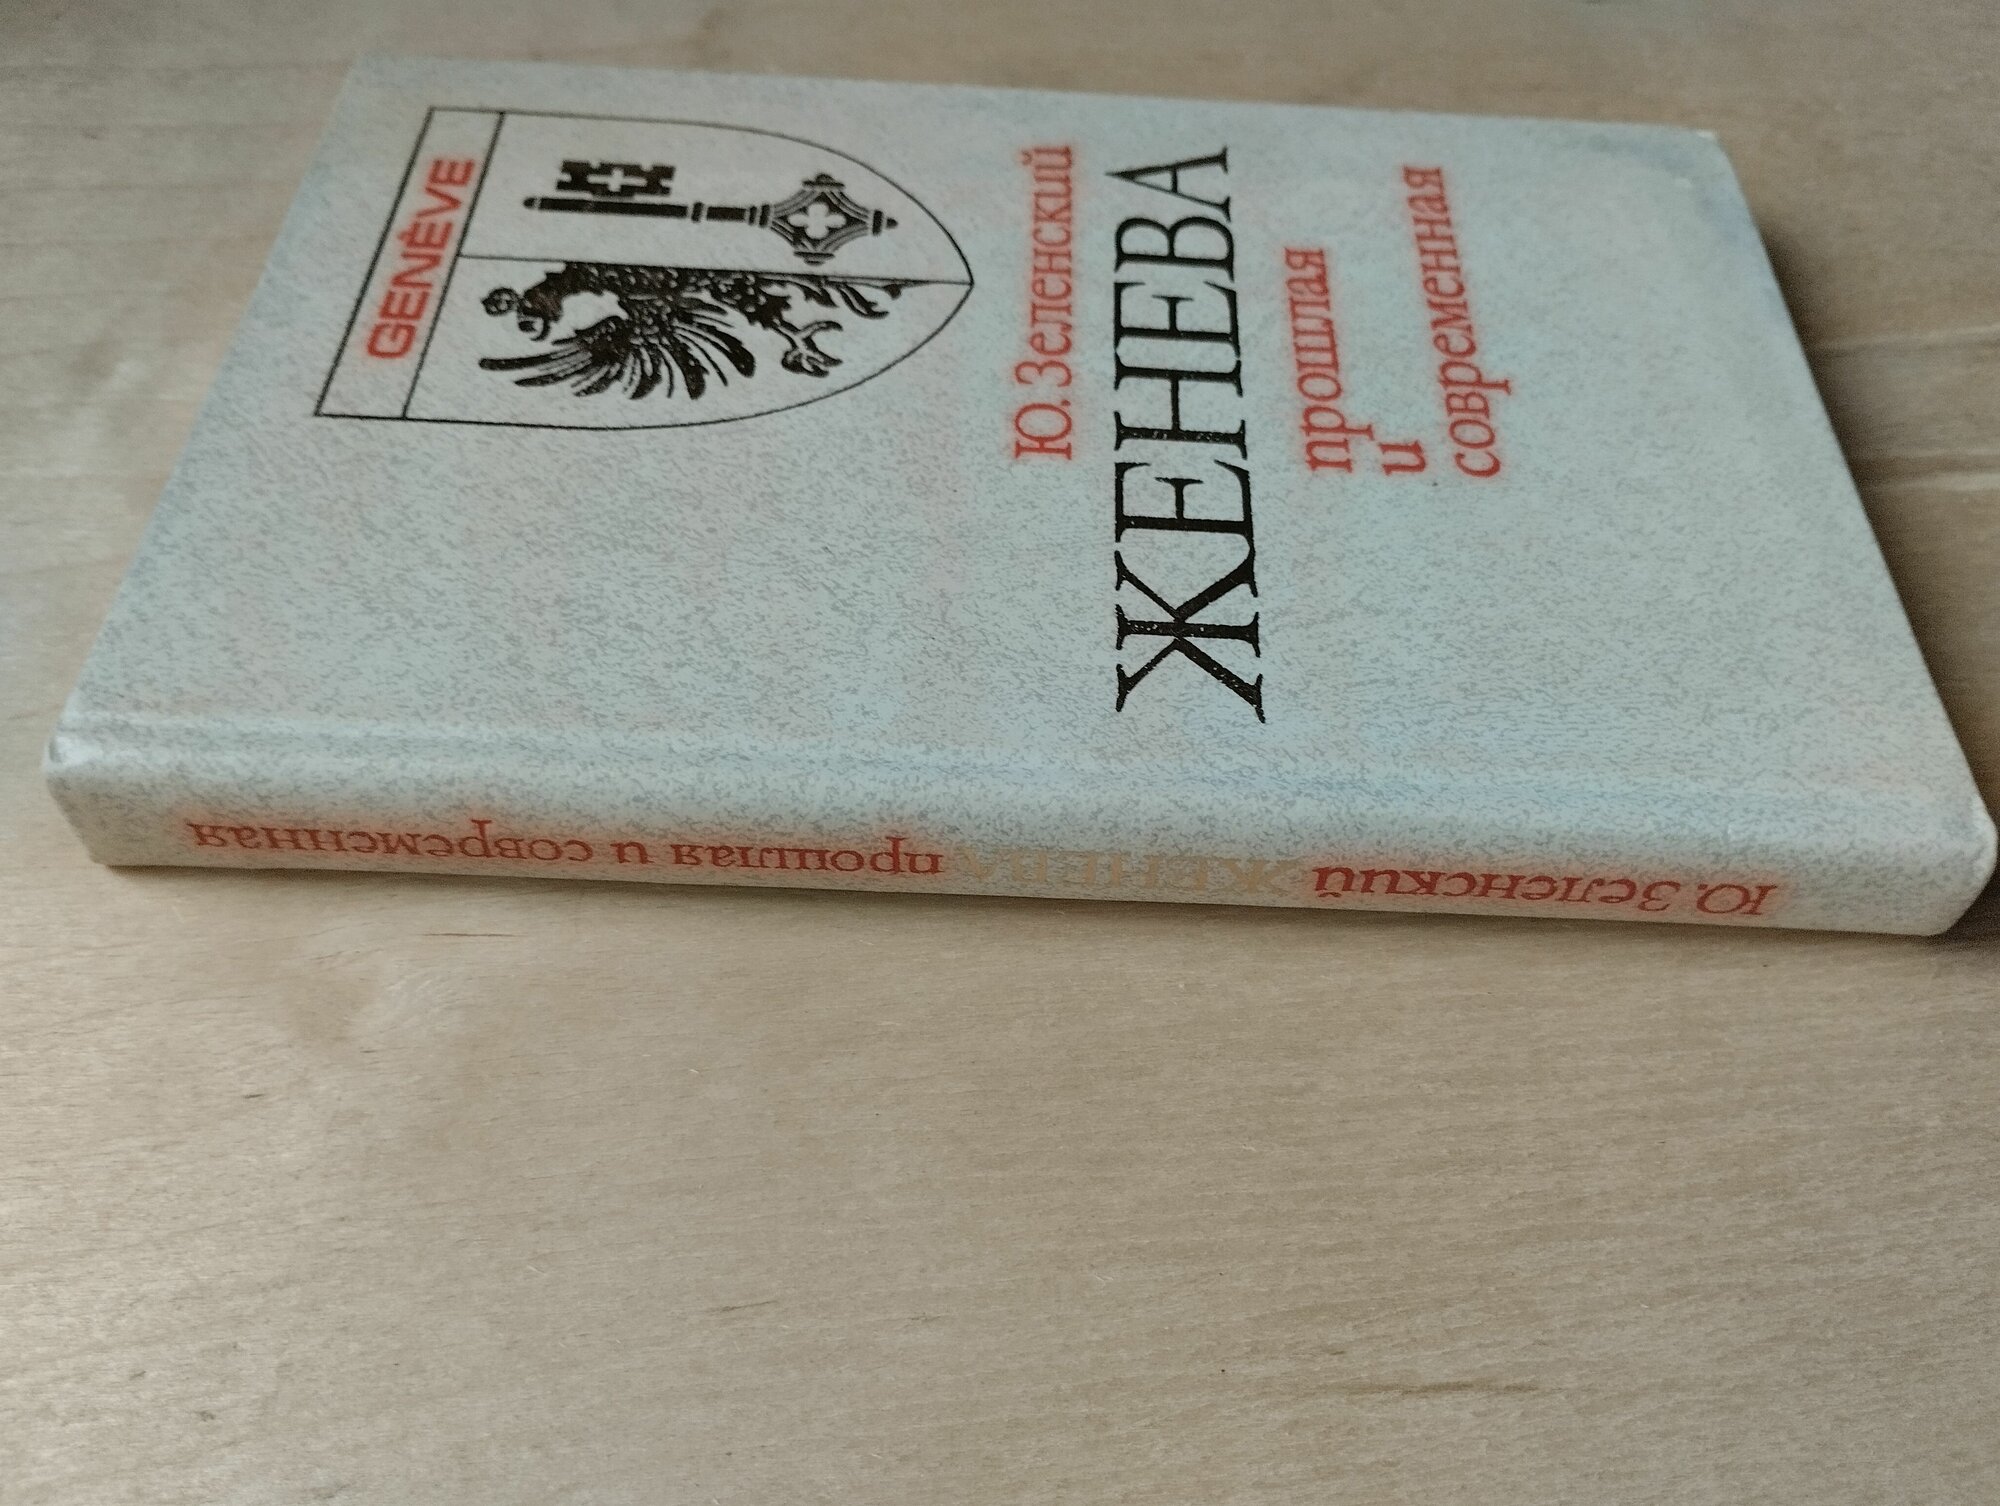 GENÈVE
Ю. Зеленский
ЖЕНЕВА
прошлая
и
современная
Ю. Зеленский ЖЕНЕВА прошлая и современная